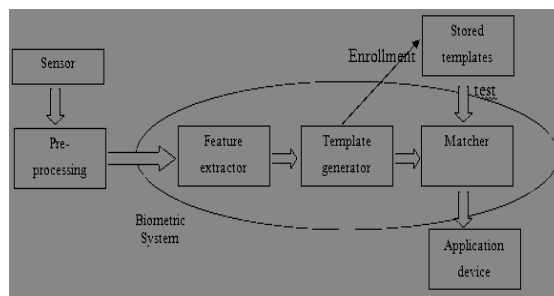 Stored
templates
Enrollment
Sensor
test
Pre-
processing
Feature
extractor
Template
generator
Matcher
Biometric
System
Application
device